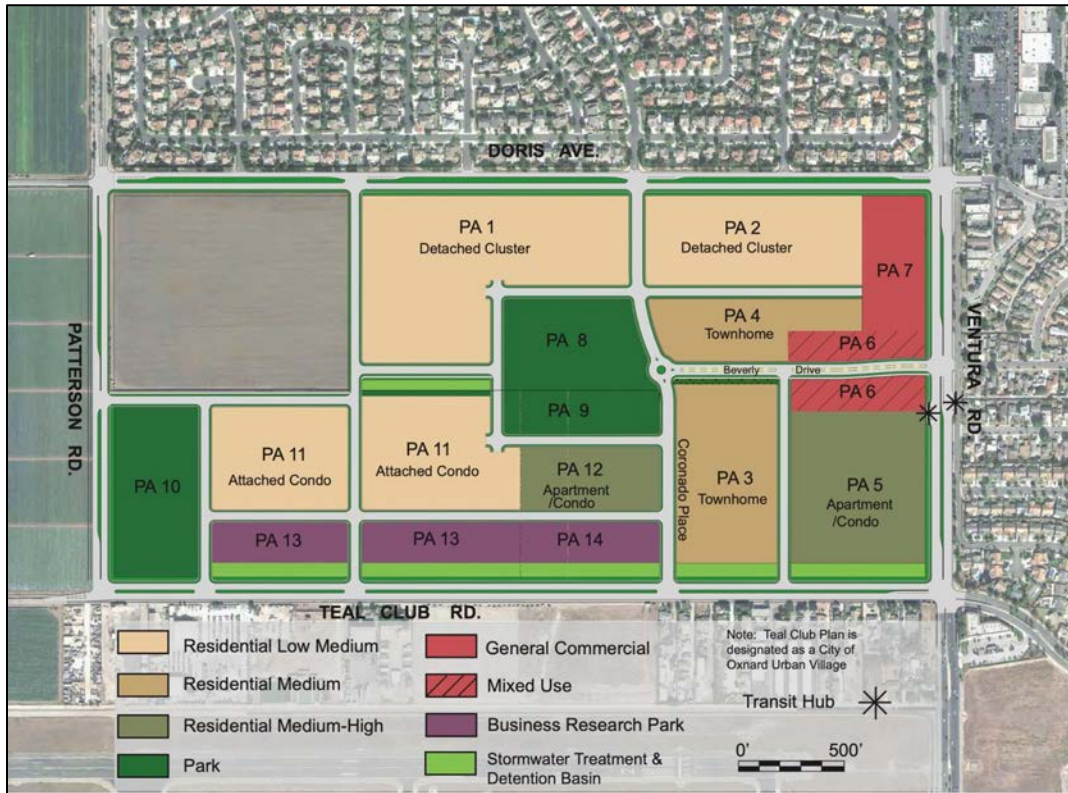 DORIS AVE.
PA 1
Detached Cluster
PA 2
Detached Cluster
PA 7
PA 4
Townhome
PA 8
PA 6
Beverly Drive
PA 6
PA 9
PATTERSON RD.
VENTURA RD.
PA 11
Attached Condo
PA 11
Attached Condo
PA 12
Apartment
/Condo
Coronado Place
PA 3
Townhome
PA 5
Apartment
/Condo
PA 10
PA 13
PA 13
PA 14
TEAL CLUB RD.
Residential Low Medium
Residential Medium
Residential Medium-High
Park
General Commercial
Mixed Use
Business Research Park
Stormwater Treatment &
Detention Basin
Note: Teal Club Plan is
designated as a City of
Oxnard Urban Village
Transit Hub
0' 500'